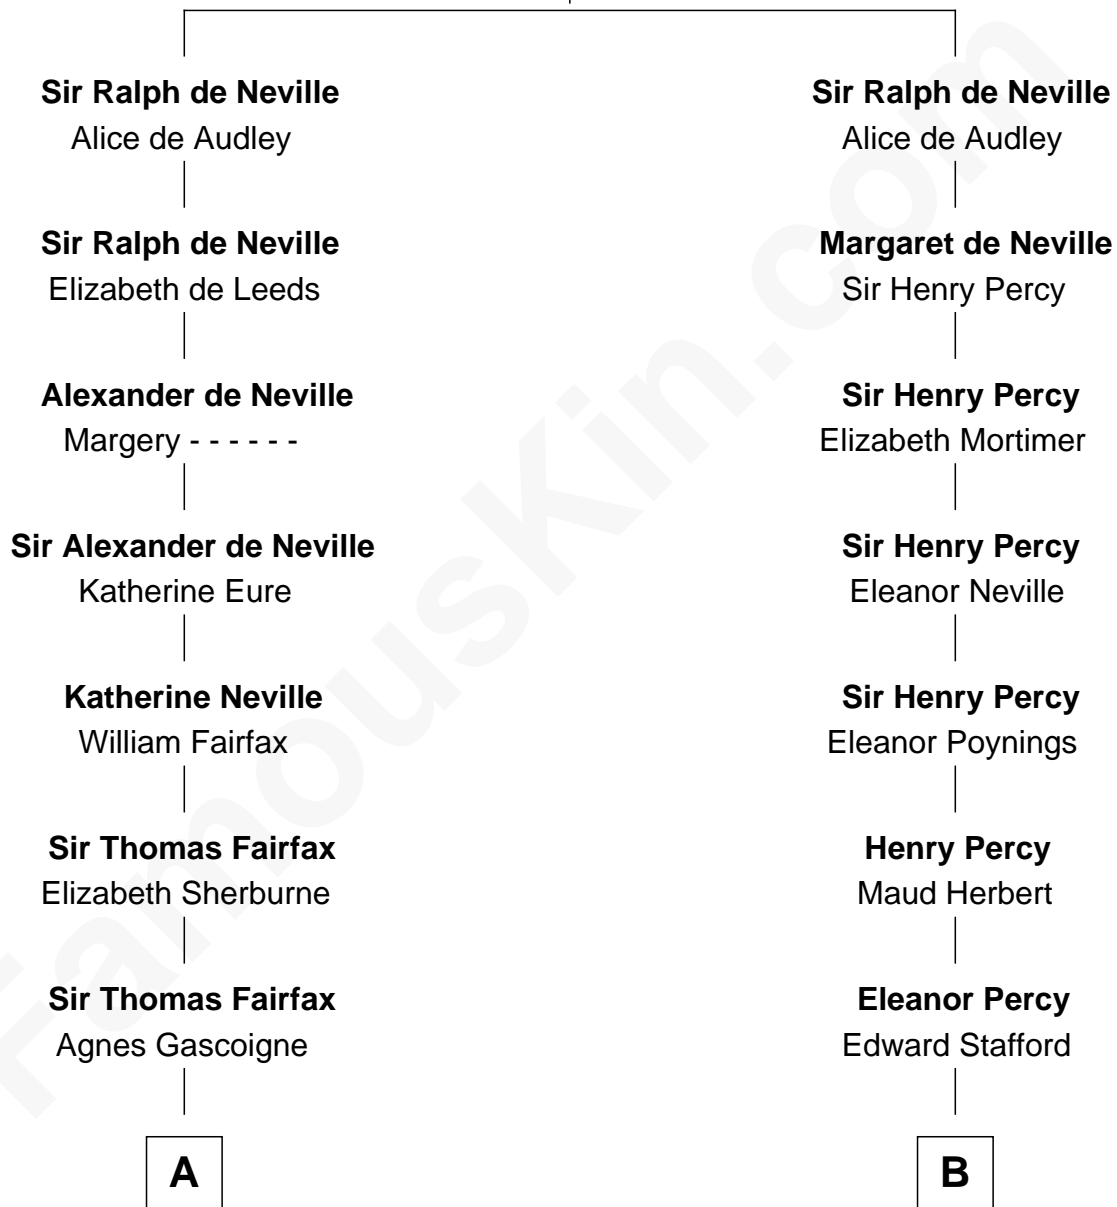 Sir Ralph de Neville
Alice de Audley
Sir Ralph de Neville
Elizabeth de Leeds
Alexander de Neville
Margery - - - - - -
Sir Alexander de Neville
Katherine Eure
Katherine Neville
William Fairfax
Sir Thomas Fairfax
Elizabeth Sherburne
Sir Thomas Fairfax
Agnes Gascoigne
A
Sir Ralph de Neville
Alice de Audley
Margaret de Neville
Sir Henry Percy
Sir Henry Percy
Elizabeth Mortimer
Sir Henry Percy
Eleanor Neville
Sir Henry Percy
Eleanor Poynings
Henry Percy
Maud Herbert
Eleanor Percy
Edward Stafford
B
FamousKin.com